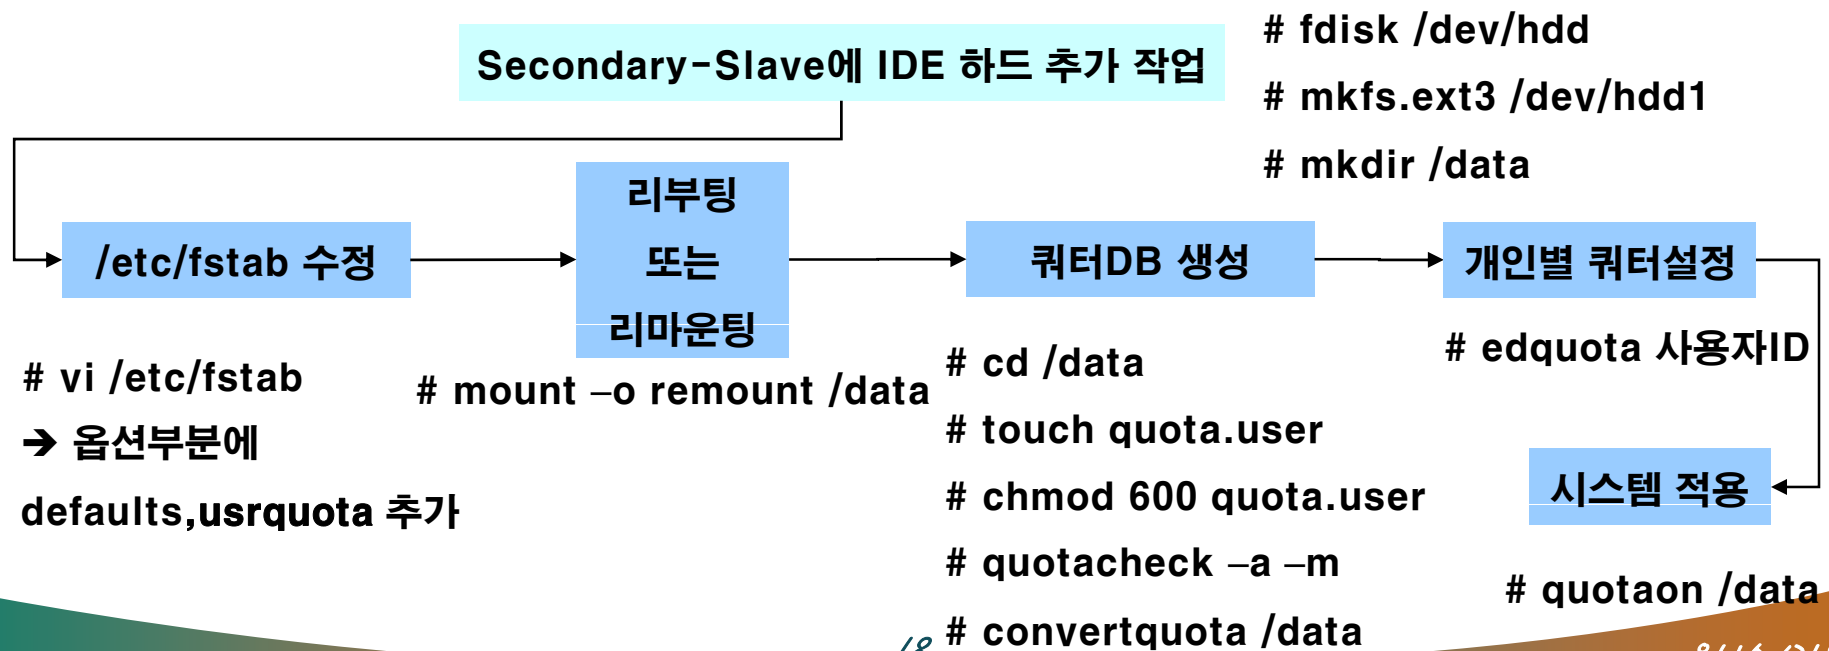 Secondary-Slave에 IDE 하드 추가 작업
# fdisk /dev/hdd
# mkfs.ext3 /dev/hdd1
# mkdir /data
/etc/fstab 수정
# vi /etc/fstab
➔ 옵션부분에
defaults,usrquota 추가
리부팅
또는
리마운팅
# mount –o remount /data
쿼터DB 생성
# cd /data
# touch quota.user
# chmod 600 quota.user
# quotacheck –a –m
# convertquota /data
개인별 쿼터설정
# edquota 사용자ID
시스템 적용
# quotaon /data
18